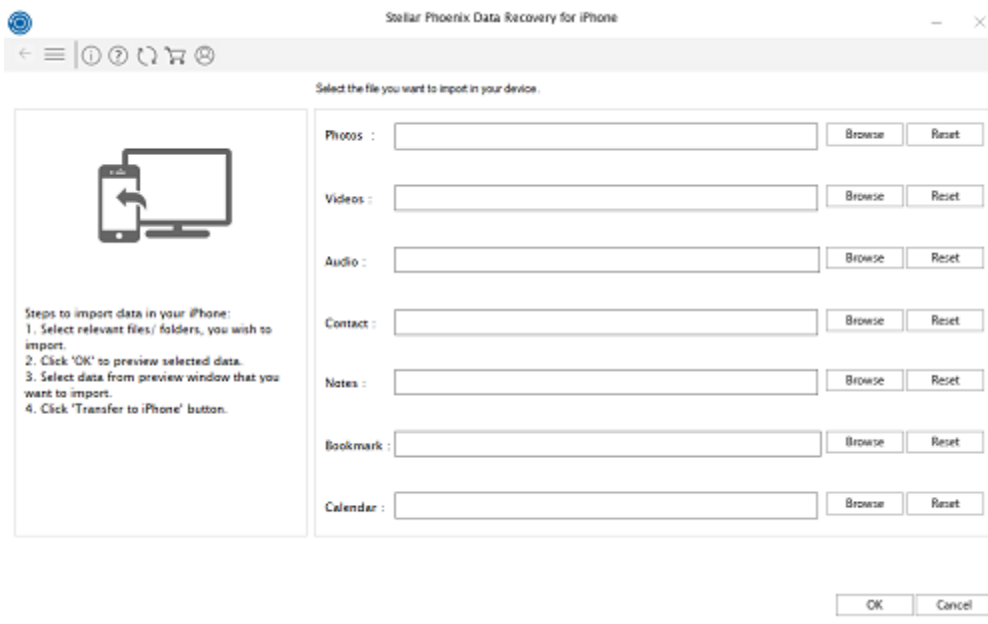 Stellar Phoenix Data Recovery for iPhone
Select the file you want to import in your device.
Steps to import data in your iPhone:
1. Select relevant files/ folders, you wish to
import.
2. Click 'OK' to preview selected data.
3. Select data from preview window that you
want to import.
4. Click 'Transfer to iPhone' button.
Photos : Browse Reset
Videos : Browse Reset
Audio : Browse Reset
Contact : Browse Reset
Notes : Browse Reset
Bookmark : Browse Reset
Calendar : Browse Reset
OK Cancel